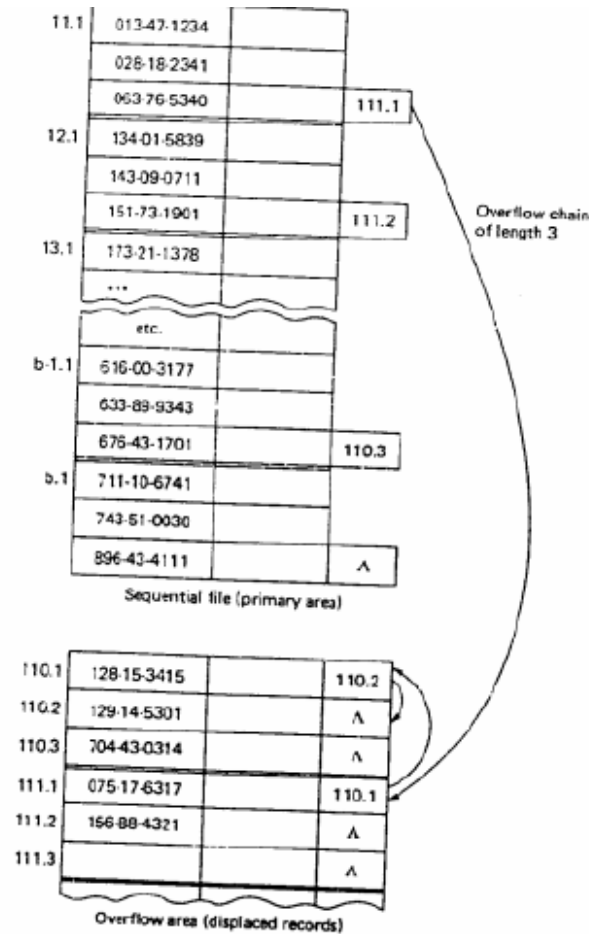 11.1 013-47-1234
028-18-2341
063-76-5340 111.1
12.1 134-01-5839
143-09-0711
151-73-1901 111.2
Overflow chain
of length 3
13.1 173-21-1378
...
etc.
b-1.1 616-00-3177
633-89-9343
676-43-1701 110.3
b.1 711-10-6741
743-51-0030
896-43-4111 Λ
Sequential file (primary area)
110.1 128-15-3415 110.2
110.2 129-14-5301 Λ
110.3 704-43-0314 Λ
111.1 075-17-6317 110.1
111.2 166-88-4321 Λ
111.3 Λ
Overflow area (displaced records)